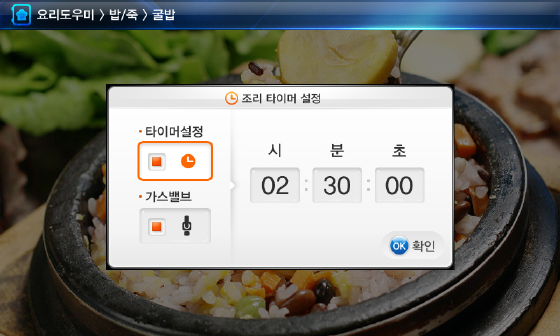 요리도우미 > 밥/죽 > 굴밥
조리 타이머 설정
• 타이머설정
• 가스밸브
시 분 초
02 : 30 : 00
OK 확인